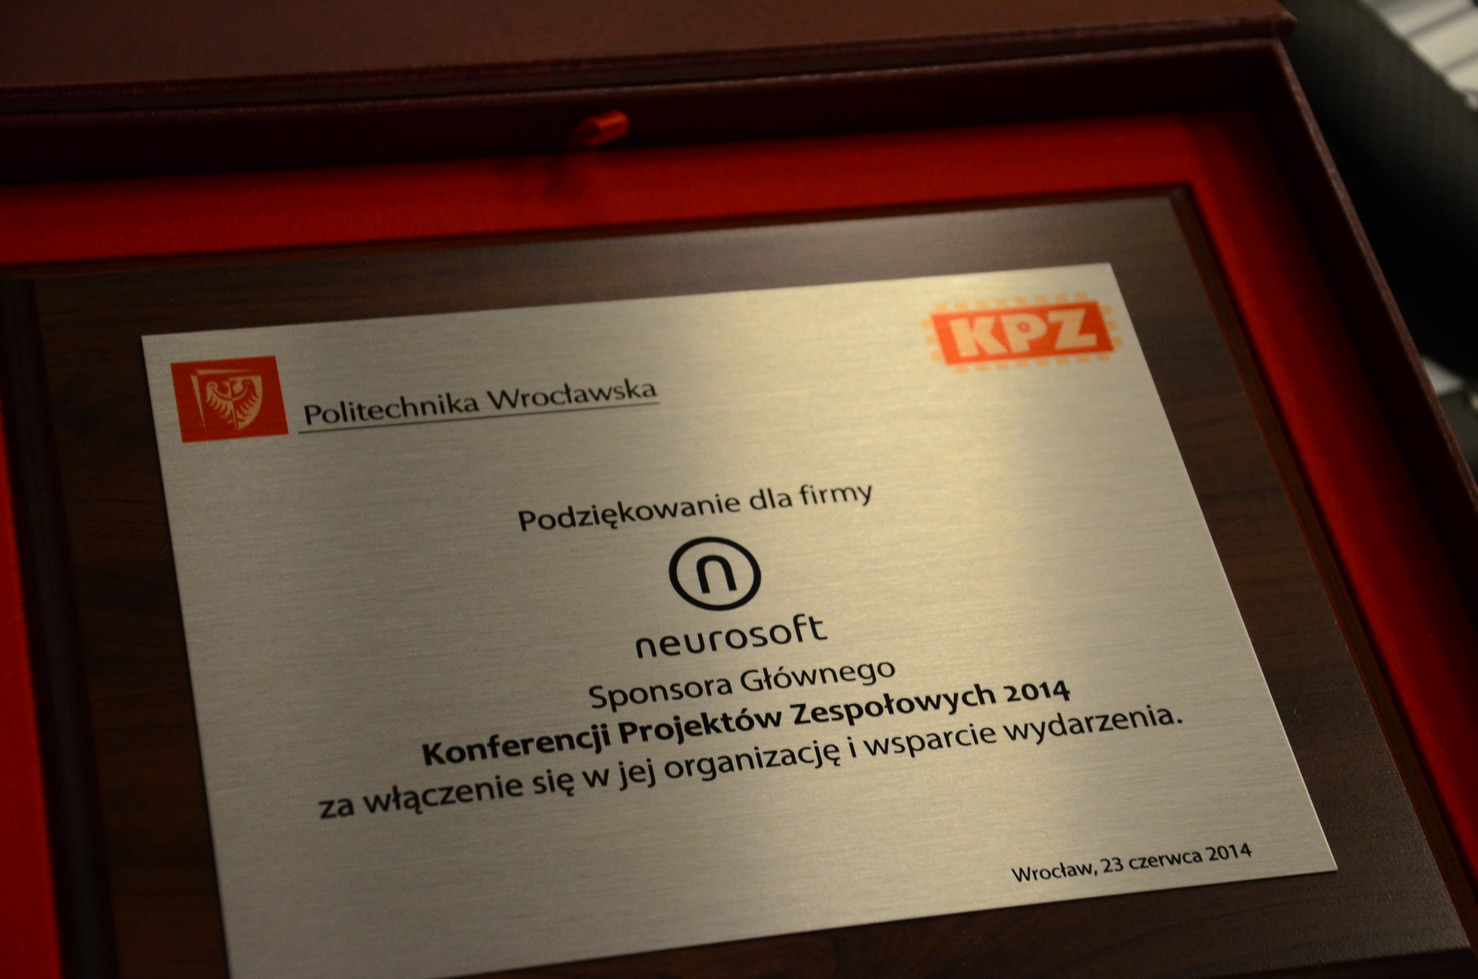 Politechnika Wrocławska
KPZ
Podziękowanie dla firmy
n
neurosoft
Sponsora Głównego
Konferencji Projektów Zespołowych 2014
za włączenie się w jej organizację i wsparcie wydarzenia.
Wrocław, 23 czerwca 2014